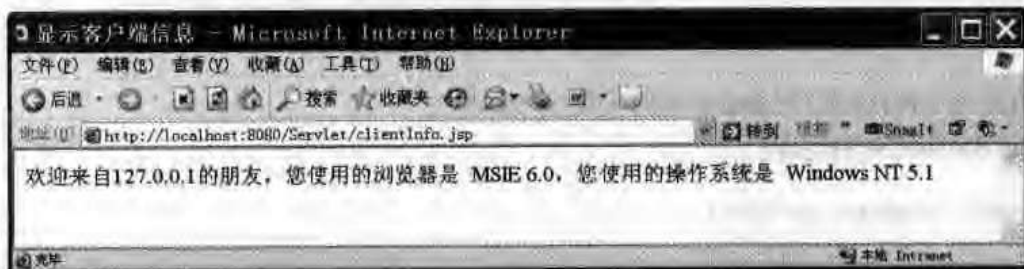 显示客户端信息 - Microsoft Internet Explorer
文件(F) 编辑(E) 查看(V) 收藏(A) 工具(T) 帮助(H)
后退 搜索 收藏夹
地址(D) http://localhost:8080/Servlet/clientInfo.jsp 转到 SnagIt
欢迎来自127.0.0.1的朋友，您使用的浏览器是 MSIE 6.0，您使用的操作系统是 Windows NT 5.1
完毕 本地 Intranet